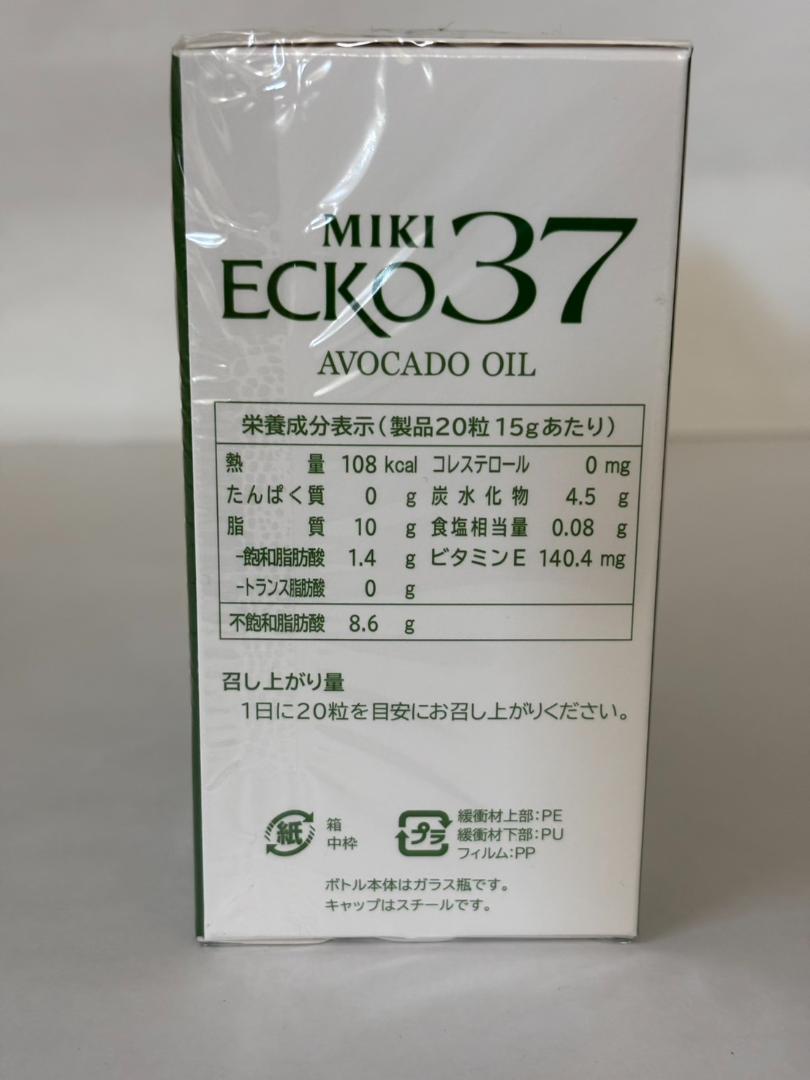 MIKI
ECKO37
AVOCADO OIL
栄養成分表示(製品20粒 15gあたり)
熱量 108 kcal コレステロール 0 mg
たんぱく質 0 g 炭水化物 4.5 g
脂質 10 g 食塩相当量 0.08 g
-飽和脂肪酸 1.4 g ビタミンE 140.4 mg
-トランス脂肪酸 0 g
不飽和脂肪酸 8.6 g
召し上がり量
1日に20粒を目安にお召し上がりください。
紙 箱
中枠
プラ 緩衝材上部:PE
緩衝材下部:PU
フィルム:PP
ボトル本体はガラス瓶です。
キャップはスチールです。